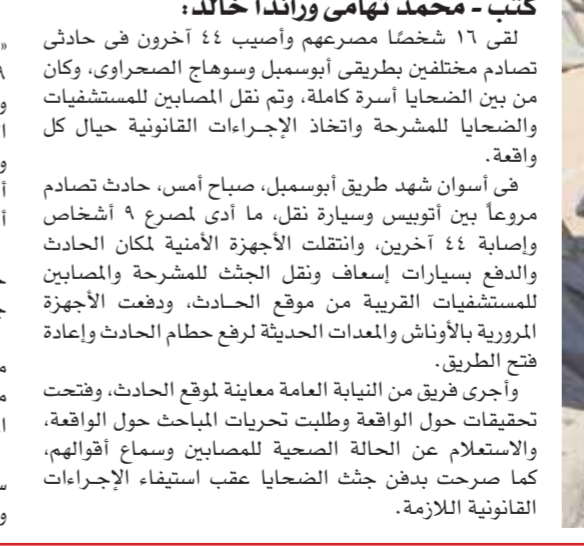 كتب - محمد تهامى وراندا خالد:
لقى ١٦ شخصًا مصرعهم وأصيب ٤٤ آخرون فى حادثى
تصادم مختلفين بطريقى أبوسمبل وسوهاج الصحراوى، وكان
من بين الضحايا أسرة كاملة، وتم نقل المصابين للمستشفيات
والضحايا للمشرحة واتخاذ الإجراءات القانونية حيال كل
واقعة.
فى أسوان شهد طريق أبوسمبل، صباح أمس، حادث تصادم
مروعاً بين أتوبيس وسيارة نقل، ما أدى لمصرع ٩ أشخاص
وإصابة ٤٤ آخرين، وانتقلت الأجهزة الأمنية لمكان الحادث
والدفع بسيارات إسعاف ونقل الجثث للمشرحة والمصابين
للمستشفيات القريبة من موقع الحادث، ودفعت الأجهزة
المرورية بالأوناش والمعدات الحديثة لرفع حطام الحادث وإعادة
فتح الطريق.
وأجرى فريق من النيابة العامة معاينة لموقع الحادث، وفتحت
تحقيقات حول الواقعة وطلبت تحريات المباحث حول الواقعة،
والاستعلام عن الحالة الصحية للمصابين وسماع أقوالهم،
كما صرحت بدفن جثث الضحايا عقب استيفاء الإجراءات
القانونية اللازمة.